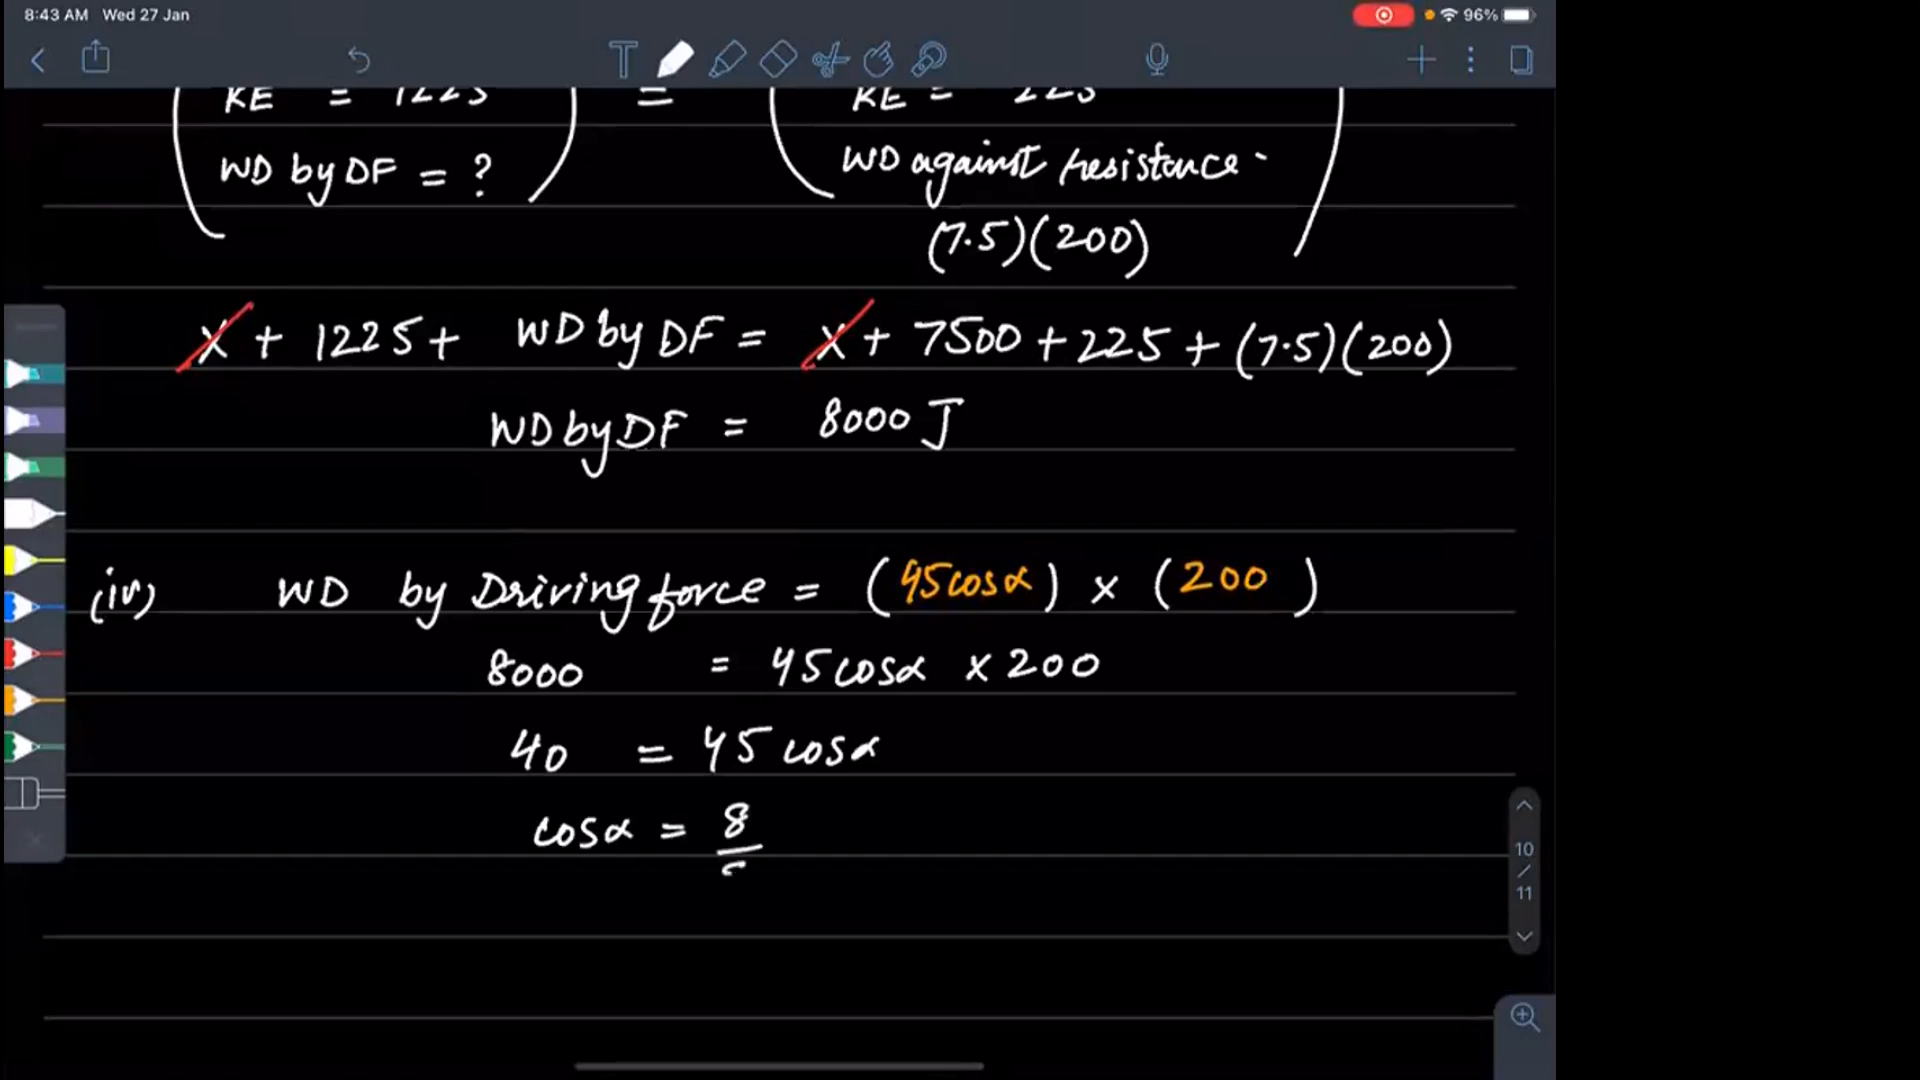 8:43 AM Wed 27 Jan 96%
KE = 1225 = KE = 225
WD by DF = ? WD against resistance -
(7.5)(200)
X + 1225 + WD by DF = X + 7500 + 225 + (7.5)(200)
WD by DF = 8000 J
(iv) WD by Driving force = (45cosα) × (200)
8000 = 45cosα × 200
40 = 45 cosα
cosα = 8/
10
/
11